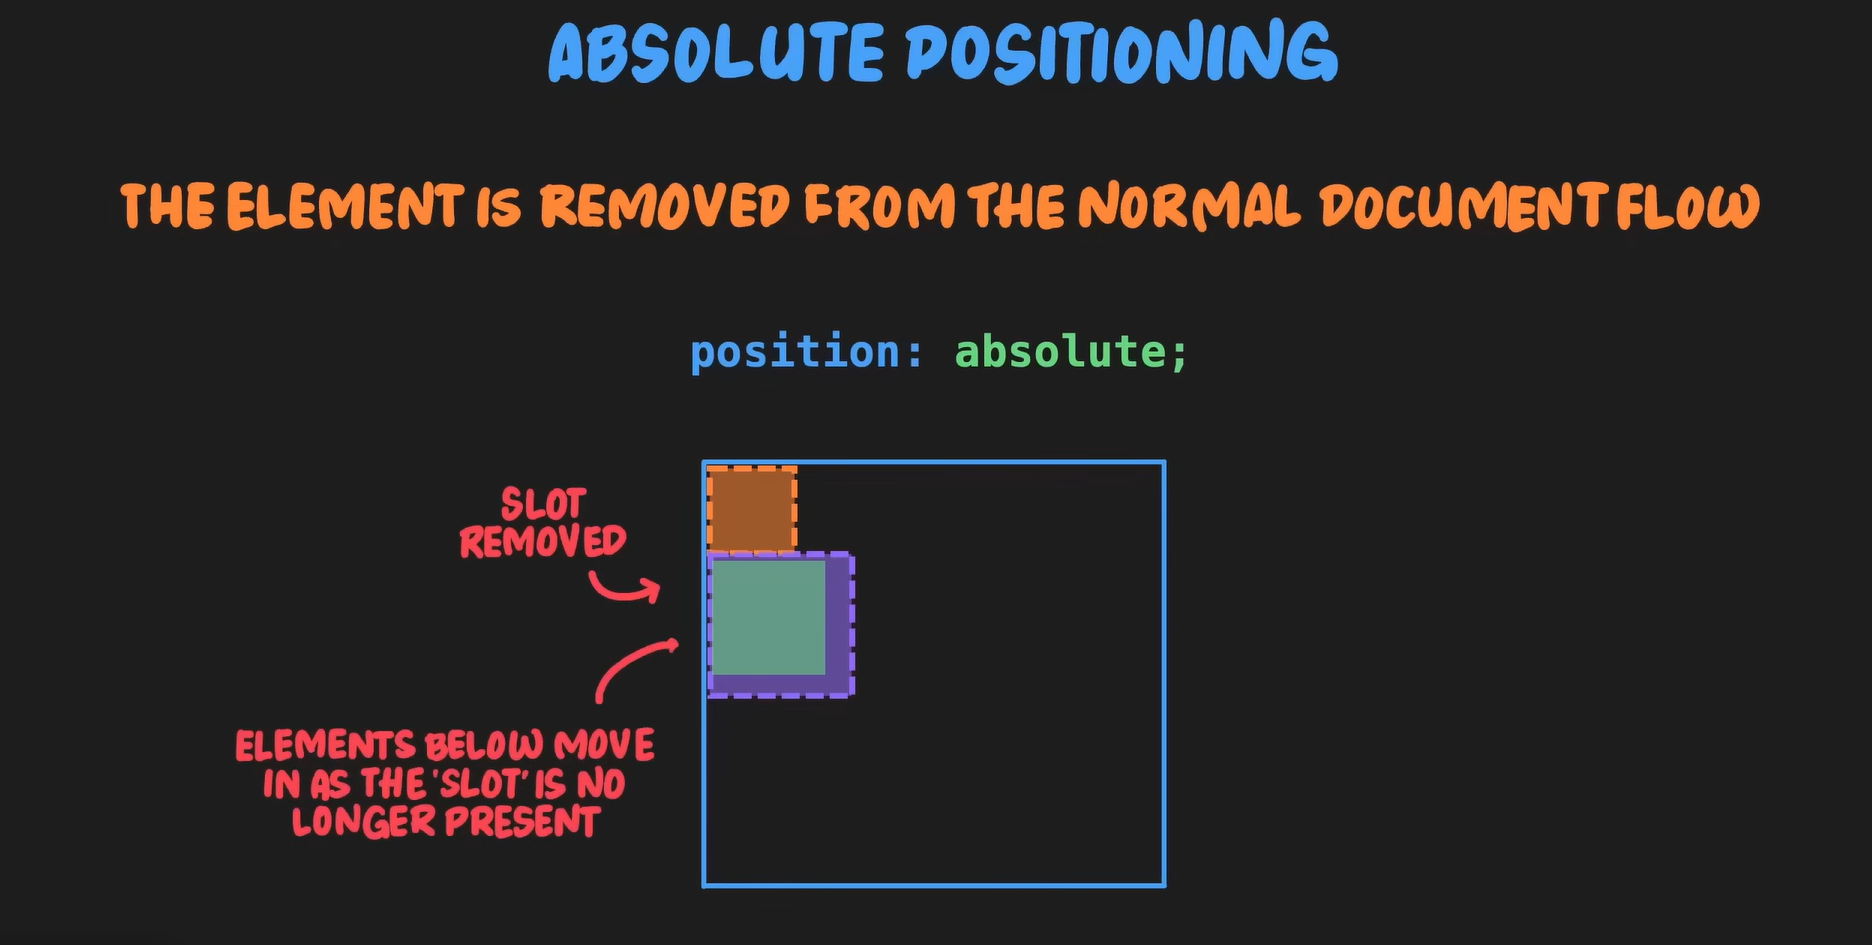 ABSOLUTE POSITIONING
THE ELEMENT IS REMOVED FROM THE NORMAL DOCUMENT FLOW
position: absolute;
SLOT
REMOVED
ELEMENTS BELOW MOVE
IN AS THE 'SLOT' IS NO
LONGER PRESENT